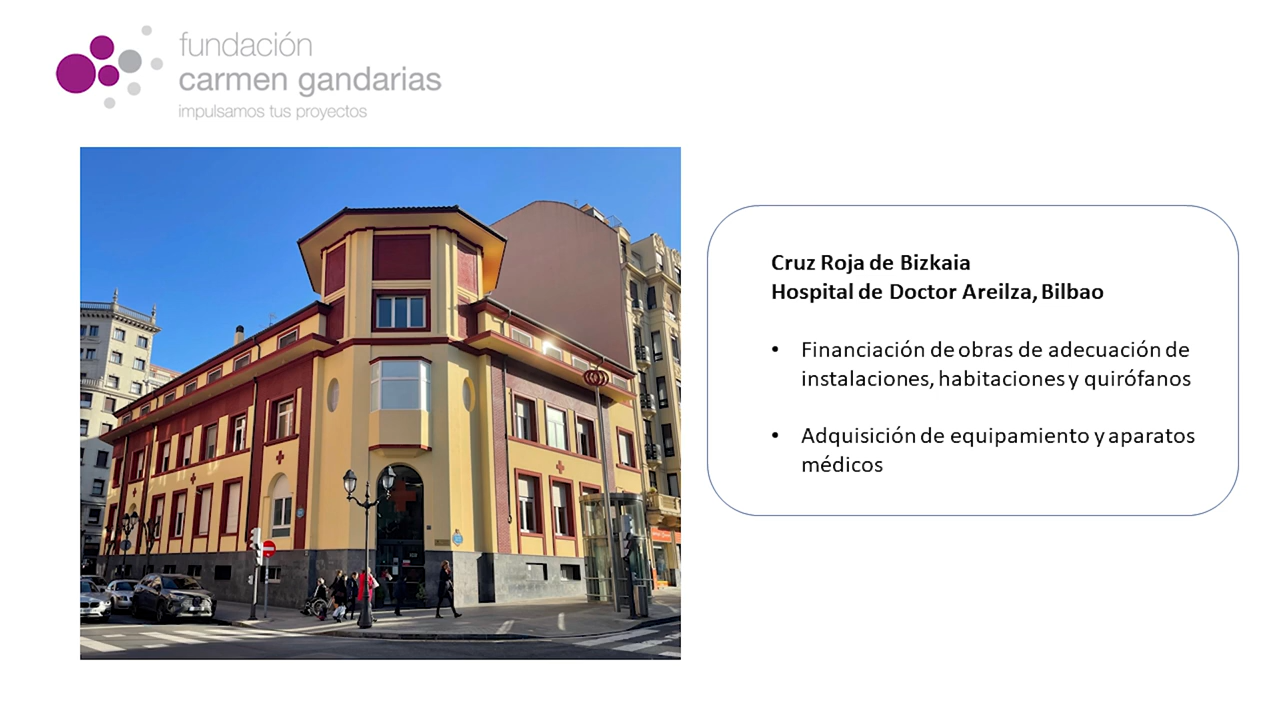 fundación
carmen gandarias
impulsamos tus proyectos
Cruz Roja de Bizkaia
Hospital de Doctor Areilza, Bilbao
• Financiación de obras de adecuación de
instalaciones, habitaciones y quirófanos
• Adquisición de equipamiento y aparatos
médicos